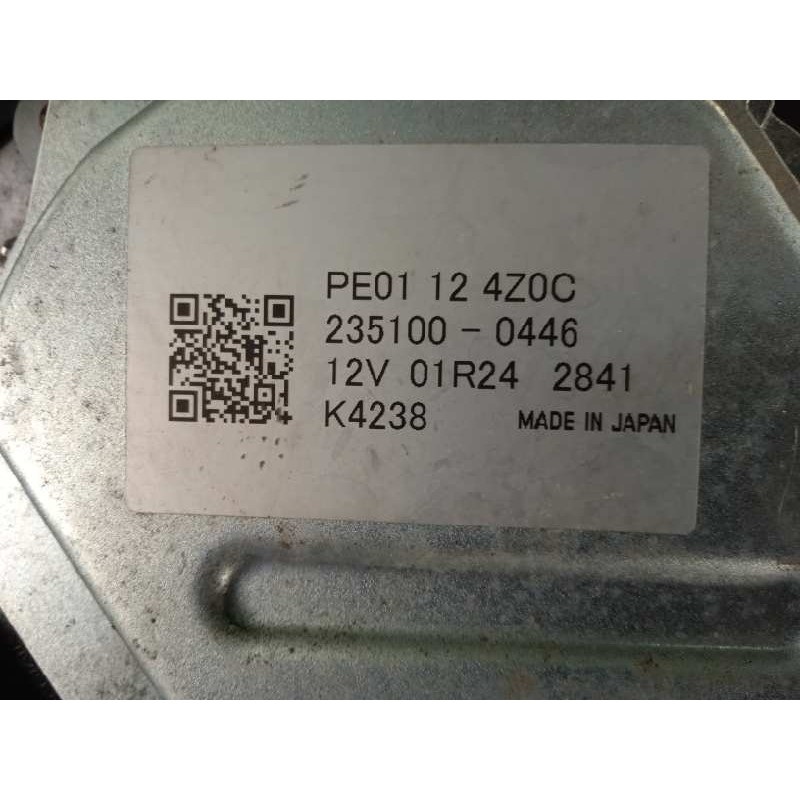 PE01 12 4Z0C
235100-0446
12V 01R24 2841
K4238 MADE IN JAPAN